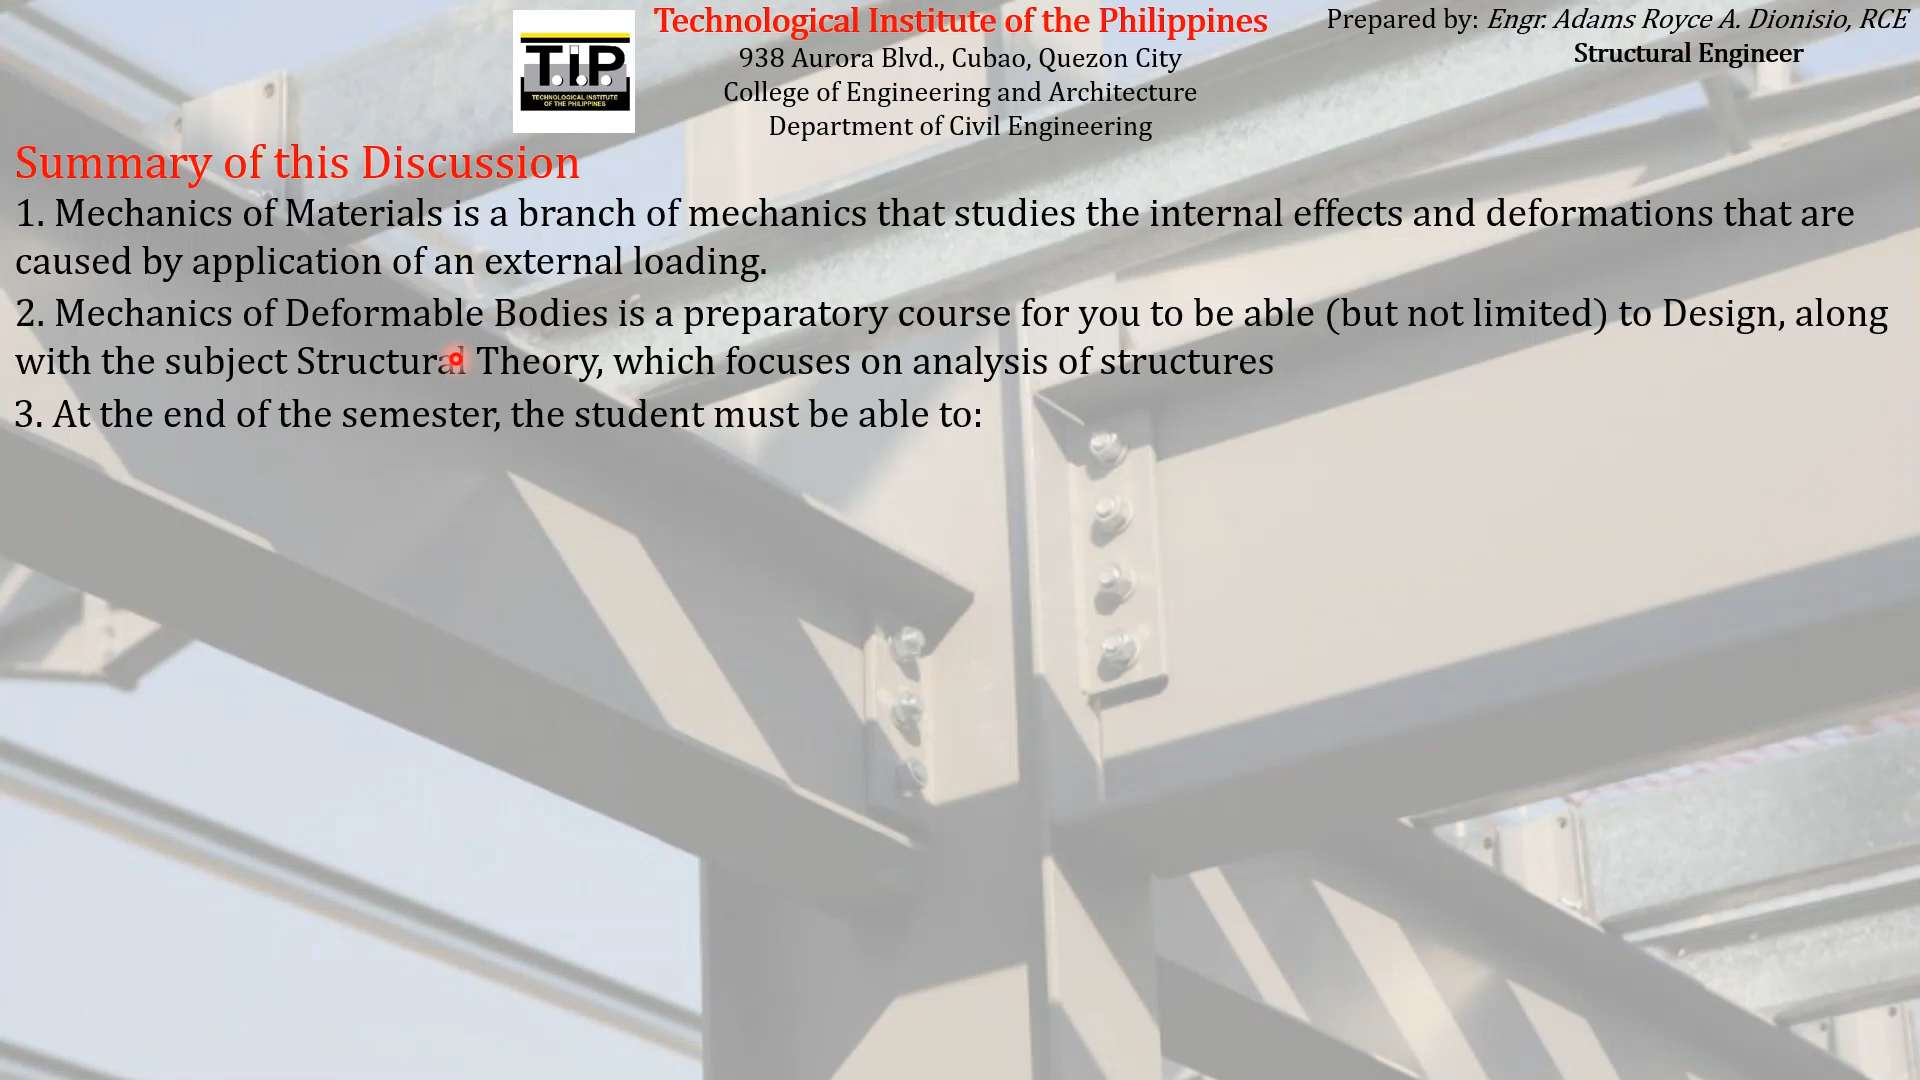 T.I.P
TECHNOLOGICAL INSTITUTE
OF THE PHILIPPINES
Technological Institute of the Philippines
938 Aurora Blvd., Cubao, Quezon City
College of Engineering and Architecture
Department of Civil Engineering
Prepared by: Engr. Adams Royce A. Dionisio, RCE
Structural Engineer
Summary of this Discussion
1. Mechanics of Materials is a branch of mechanics that studies the internal effects and deformations that are
caused by application of an external loading.
2. Mechanics of Deformable Bodies is a preparatory course for you to be able (but not limited) to Design, along
with the subject Structural Theory, which focuses on analysis of structures
3. At the end of the semester, the student must be able to: